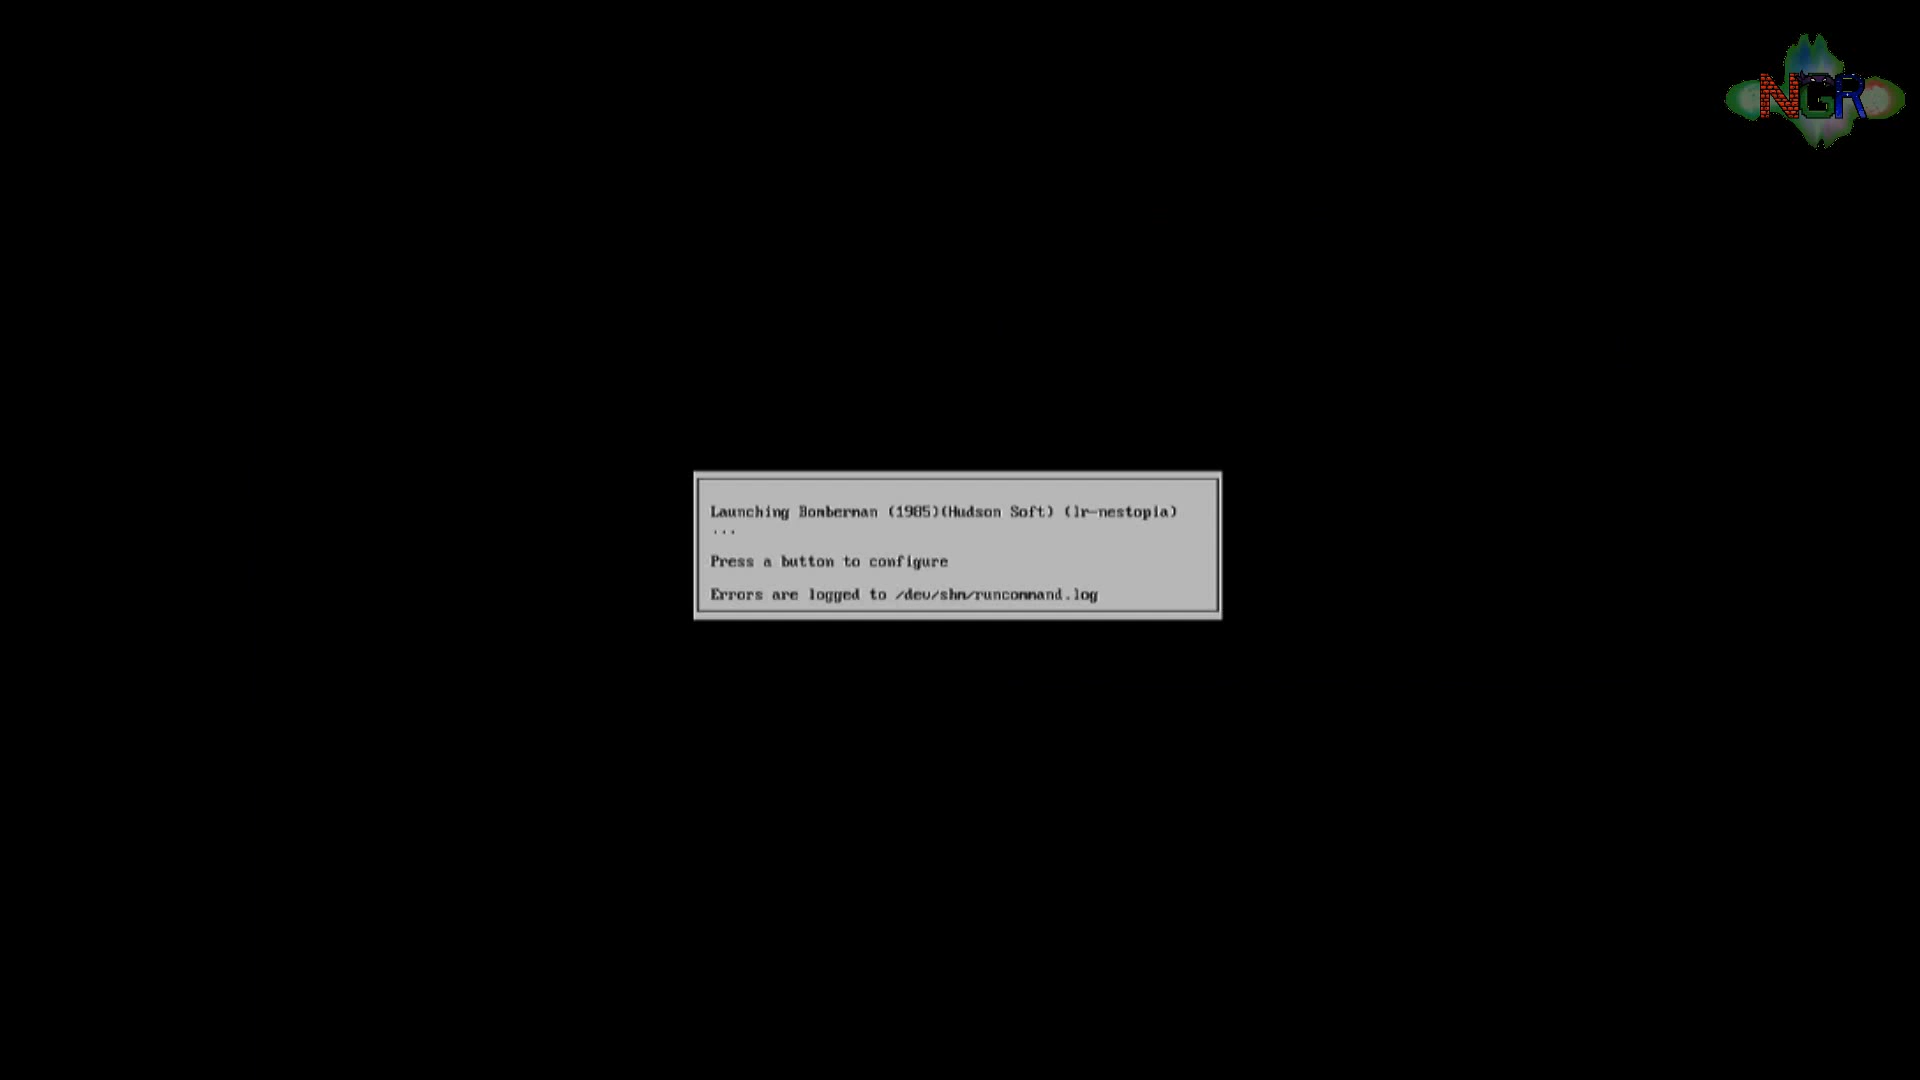 NGR
Launching Bomberman (1985)(Hudson Soft) (lr-nestopia)
...
Press a button to configure
Errors are logged to /dev/shm/runcommand.log